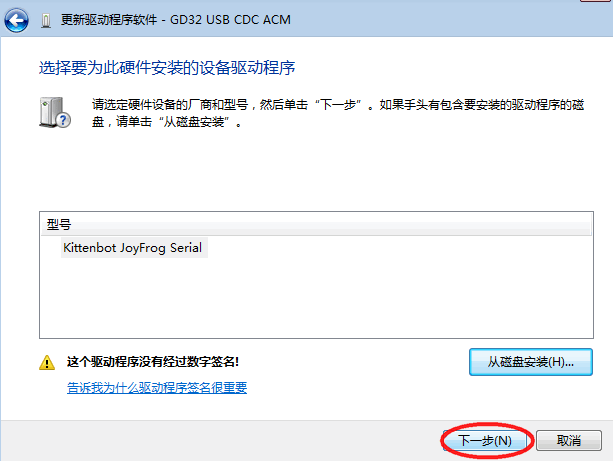 更新驱动程序软件 - GD32 USB CDC ACM
选择要为此硬件安装的设备驱动程序
请选定硬件设备的厂商和型号，然后单击“下一步”。如果手头有包含要安装的驱动程序的磁
盘，请单击“从磁盘安装”。
型号
Kittenbot JoyFrog Serial
这个驱动程序没有经过数字签名!
从磁盘安装(H)...
告诉我为什么驱动程序签名很重要
下一步(N)
取消